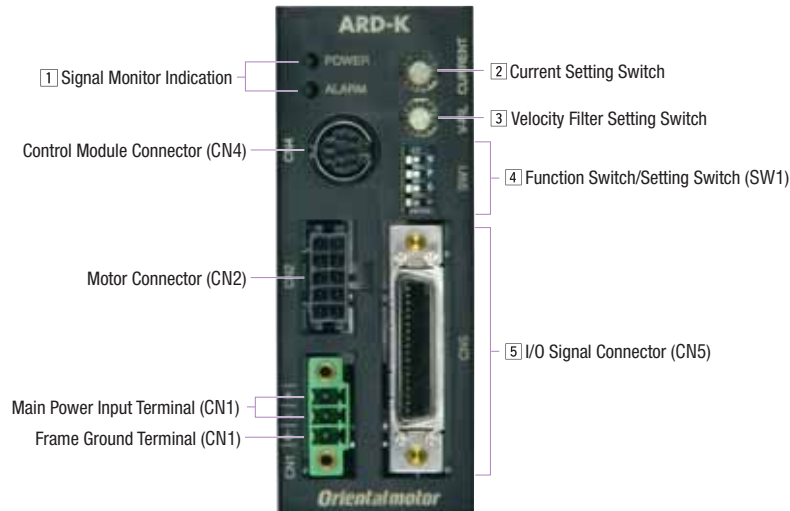 ARD-K
POWER
ALARM
CURRENT
V-FIL
1 Signal Monitor Indication
2 Current Setting Switch
3 Velocity Filter Setting Switch
Control Module Connector (CN4)
CN4
SW1
4 Function Switch/Setting Switch (SW1)
Motor Connector (CN2)
CN2
CN5
5 I/O Signal Connector (CN5)
Main Power Input Terminal (CN1)
Frame Ground Terminal (CN1)
CN1
Orientalmotor